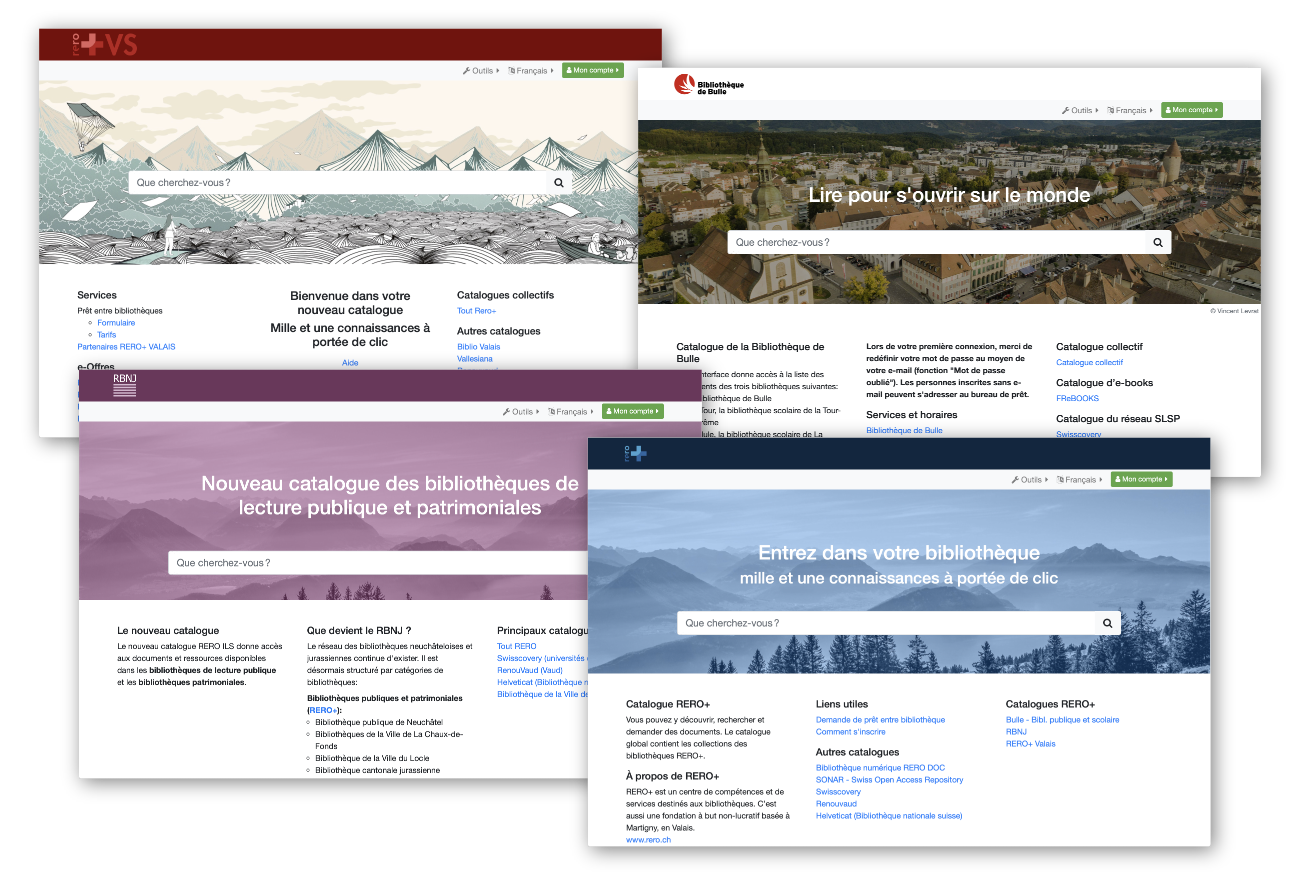 rero
VS
Outils
Français
Mon compte
Que cherchez-vous ?
Services
Prêt entre bibliothèques
Formulaire
Tarifs
Partenaires RERO+ VALAIS
e-Offres
Bienvenue dans votre
nouveau catalogue
Mille et une connaissances à
portée de clic
Aide
Catalogues collectifs
Tout Rero+
Autres catalogues
Biblio Valais
Vallesiana
Bibliothèque
de Bulle
Outils
Français
Mon compte
Lire pour s'ouvrir sur le monde
Que cherchez-vous ?
© Vincent Levrat
Catalogue de la Bibliothèque de
Bulle
nterface donne accès à la liste des
ents des trois bibliothèques suivantes:
bliothèque de Bulle
Tour, la bibliothèque scolaire de la Tour-
ême
ule, la bibliothèque scolaire de La
Lors de votre première connexion, merci de
redéfinir votre mot de passe au moyen de
votre e-mail (fonction "Mot de passe
oublié"). Les personnes inscrites sans e-
mail peuvent s'adresser au bureau de prêt.
Services et horaires
Bibliothèque de Bulle
Catalogue collectif
Catalogue collectif
Catalogue d'e-books
FReBOOKS
Catalogue du réseau SLSP
Swisscovery
RBNJ
Outils
Français
Mon compte
Nouveau catalogue des bibliothèques de
lecture publique et patrimoniales
Que cherchez-vous ?
Le nouveau catalogue
Le nouveau catalogue RERO ILS donne accès
aux documents et ressources disponibles
dans les bibliothèques de lecture publique
et les bibliothèques patrimoniales.
Que devient le RBNJ ?
Le réseau des bibliothèques neuchâteloises et
jurassiennes continue d'exister. Il est
désormais structuré par catégories de
bibliothèques:
Bibliothèques publiques et patrimoniales
(RERO+):
Bibliothèque publique de Neuchâtel
Bibliothèques de la Ville de La Chaux-de-
Fonds
Bibliothèque de la Ville du Locle
Bibliothèque cantonale jurassienne
Principaux catalogu
Tout RERO
Swisscovery (universités
RenouVaud (Vaud)
Helveticat (Bibliothèque n
Bibliothèque de la Ville de
rero
Outils
Français
Mon compte
Entrez dans votre bibliothèque
mille et une connaissances à portée de clic
Que cherchez-vous ?
Catalogue RERO+
Vous pouvez y découvrir, rechercher et
demander des documents. Le catalogue
global contient les collections des
bibliothèques RERO+.
À propos de RERO+
RERO+ est un centre de compétences et de
services destinés aux bibliothèques. C'est
aussi une fondation à but non-lucratif basée à
Martigny, en Valais.
www.rero.ch
Liens utiles
Demande de prêt entre bibliothèque
Comment s'inscrire
Autres catalogues
Bibliothèque numérique RERO DOC
SONAR - Swiss Open Access Repository
Swisscovery
Renouvaud
Helveticat (Bibliothèque nationale suisse)
Catalogues RERO+
Bulle - Bibl. publique et scolaire
RBNJ
RERO+ Valais